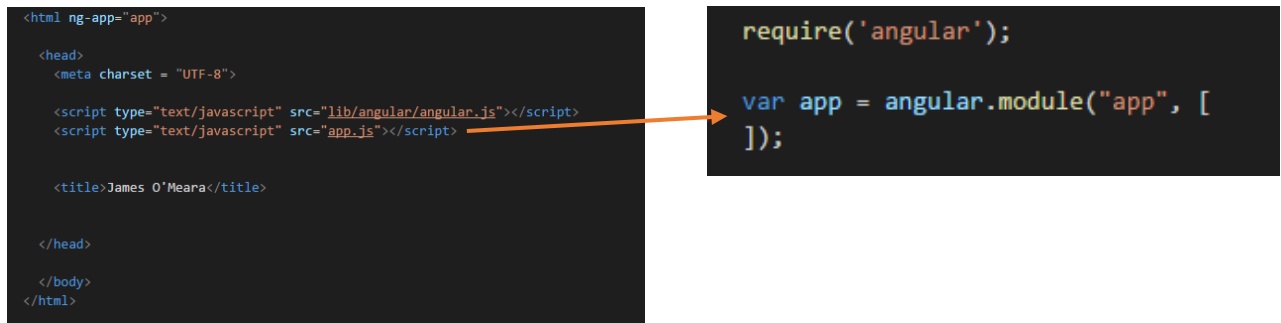 <html ng-app="app">
<head>
<meta charset = "UTF-8">
<script type="text/javascript" src="lib/angular/angular.js"></script>
<script type="text/javascript" src="app.js"></script>
<title>James O'Meara</title>
</head>
</body>
</html>
require('angular');
var app = angular.module("app", [
]);